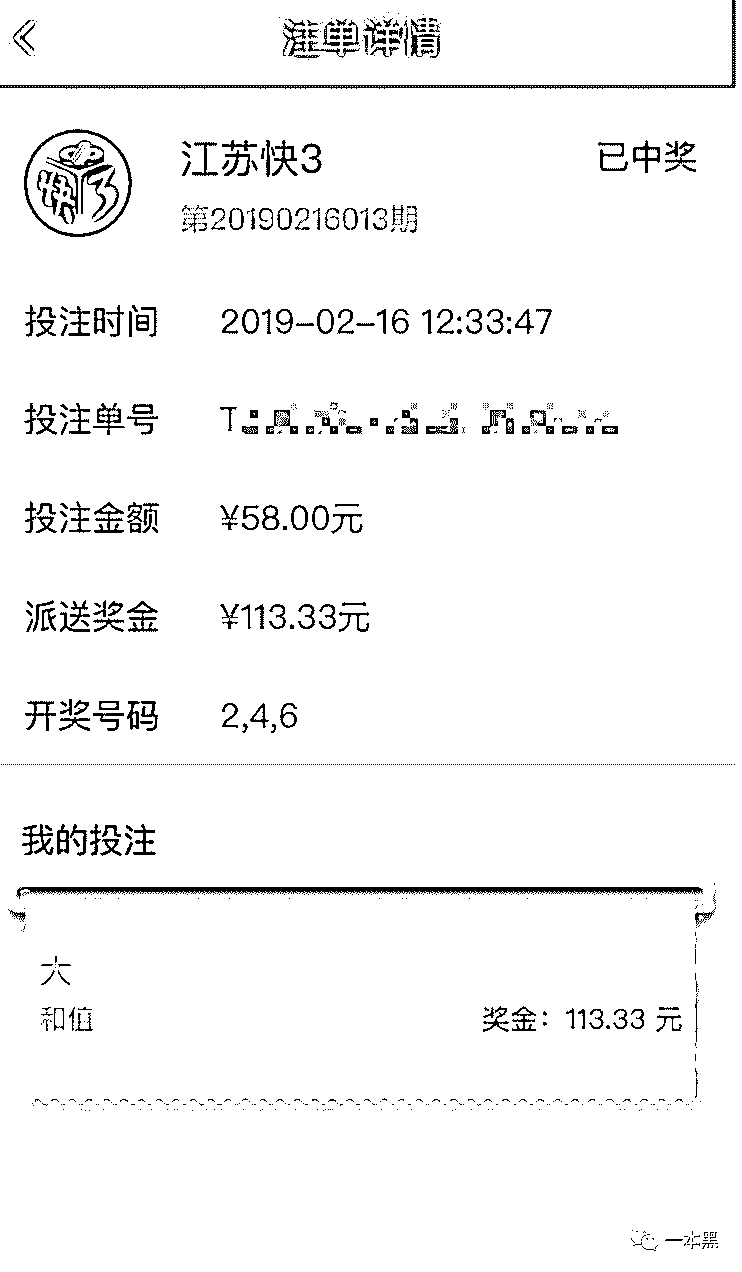 注单详情
快3
江苏快3
已中奖
第20190216013期
投注时间 2019-02-16 12:33:47
投注单号 T
投注金额 ¥58.00元
派送奖金 ¥113.33元
开奖号码 2,4,6
我的投注
大
和值 奖金: 113.33 元
一本黑